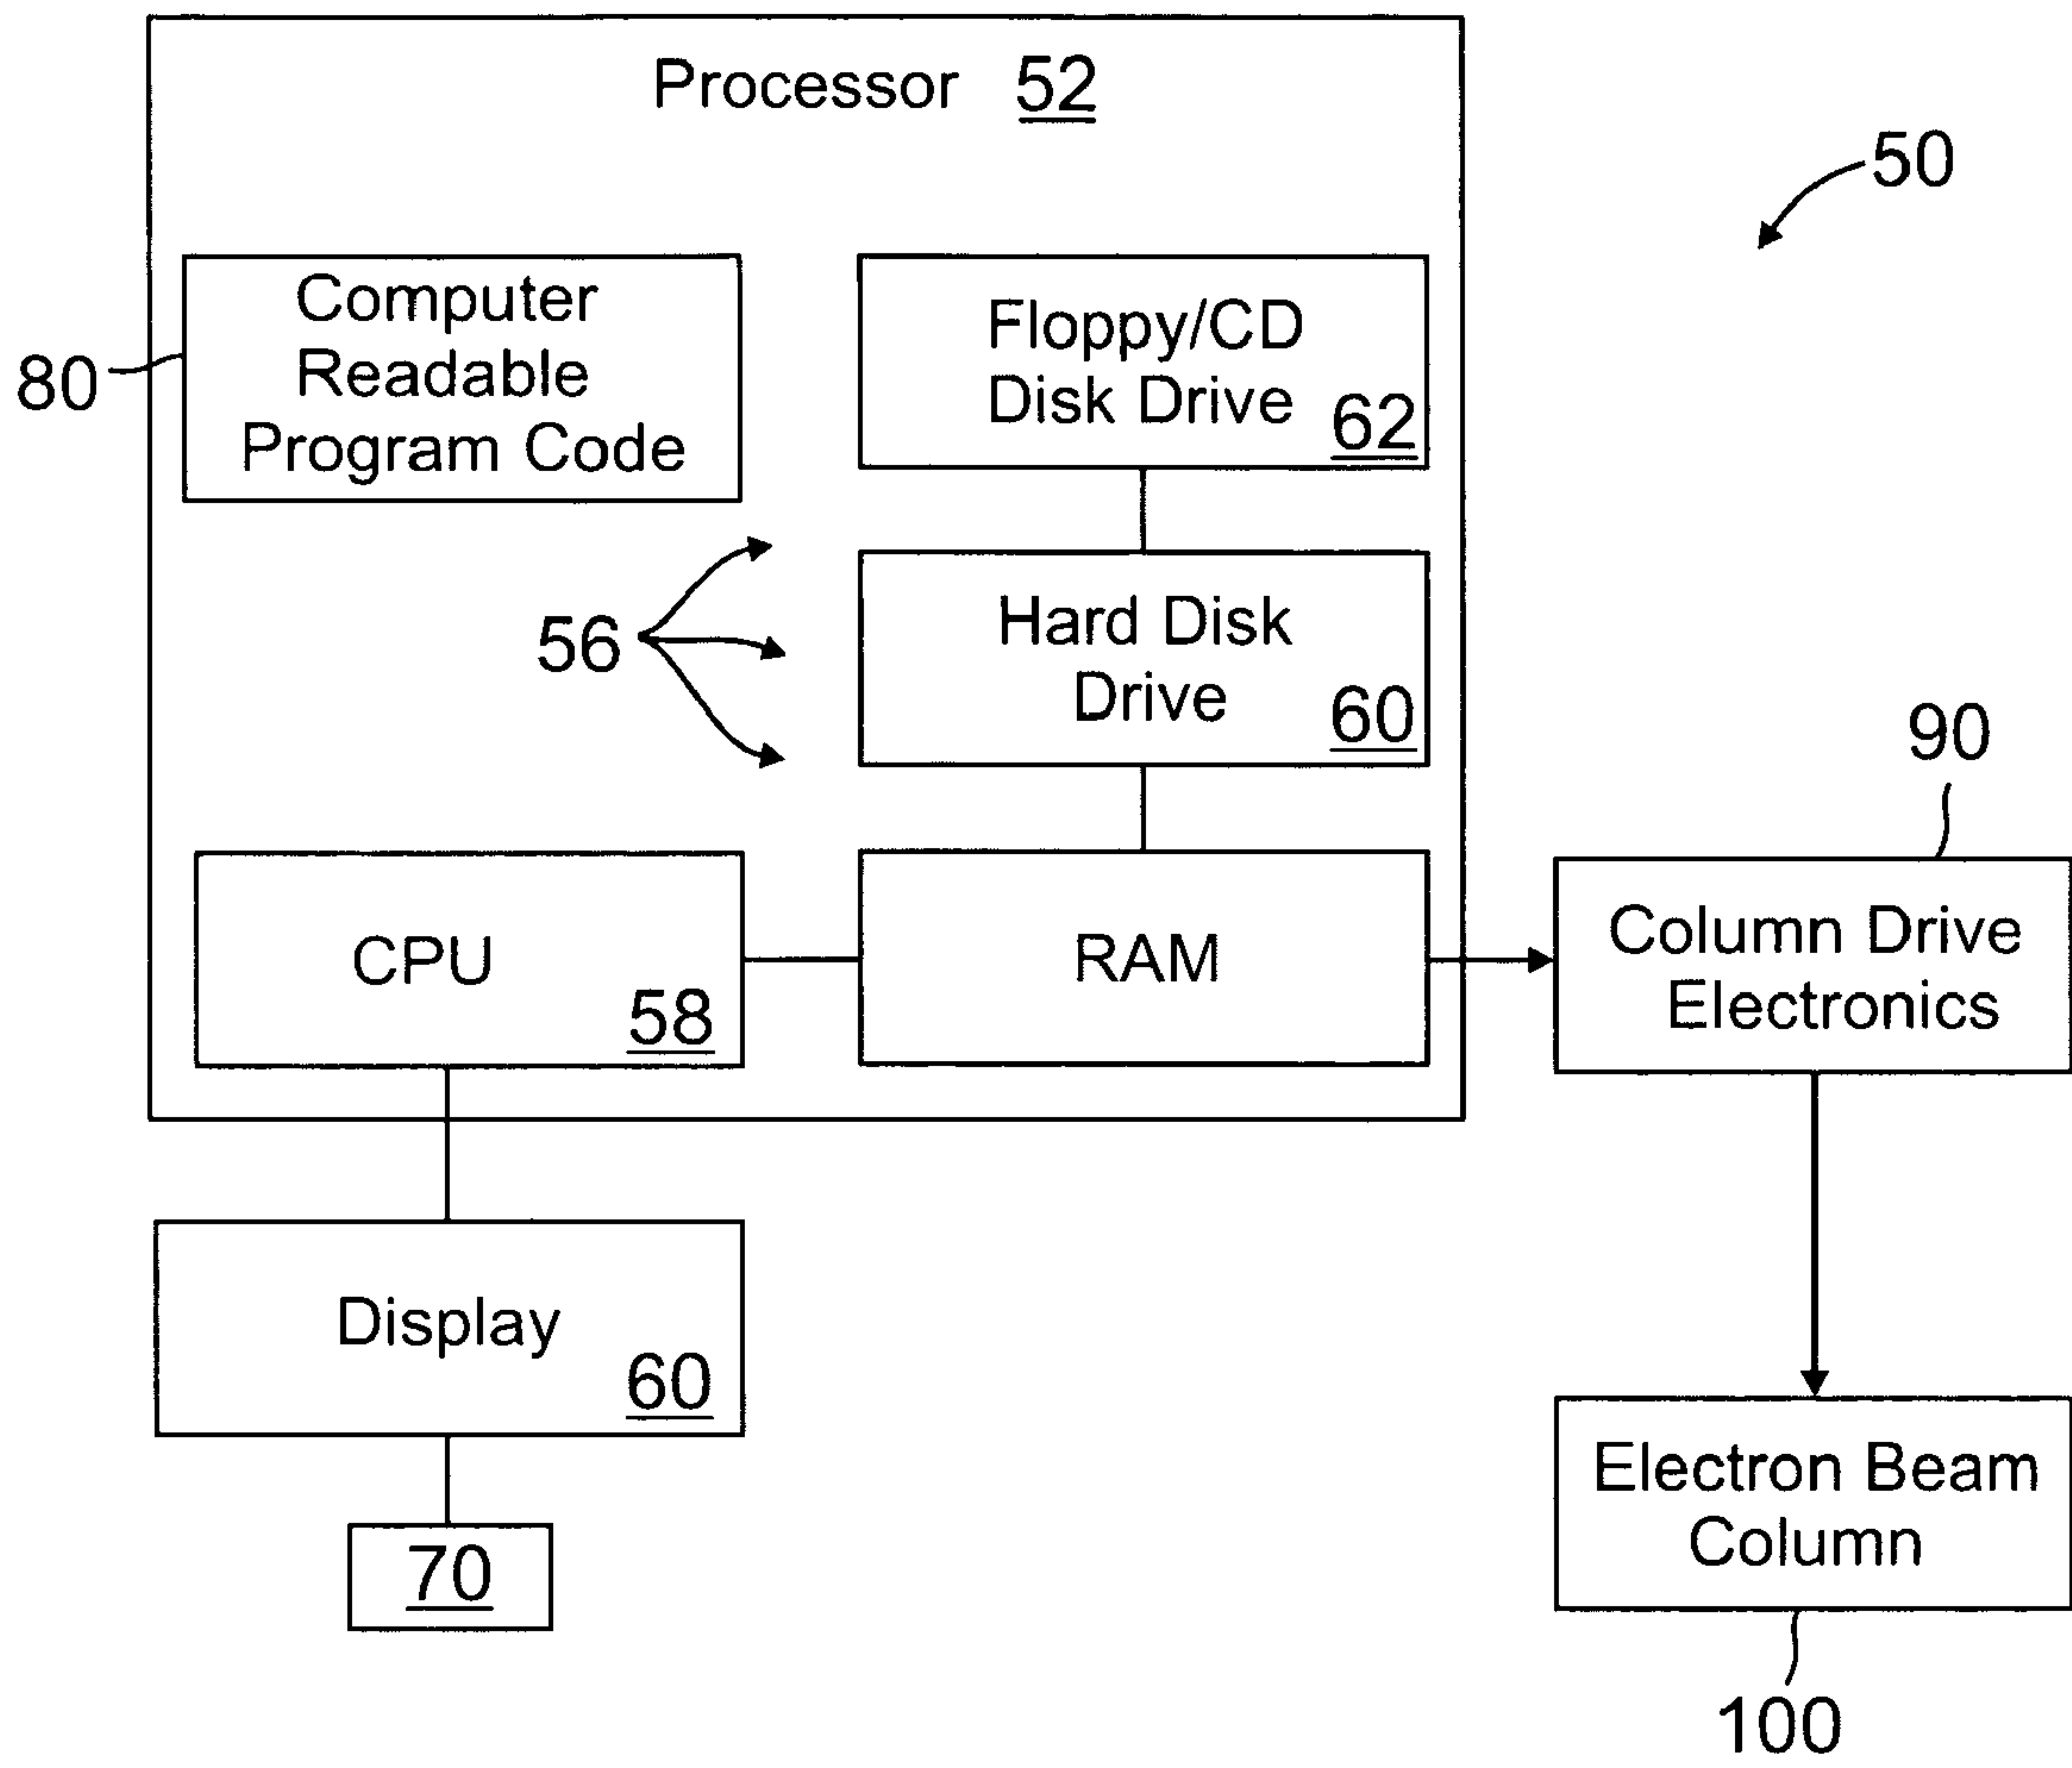 Processor 52
50
Computer
Readable
Program Code
80
Floppy/CD
Disk Drive
62
56
Hard Disk
Drive
60
90
CPU
58
RAM
Column Drive
Electronics
Display
60
70
Electron Beam
Column
100